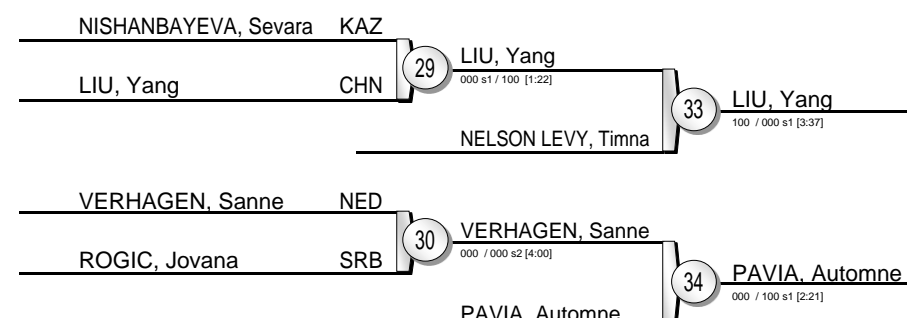 NISHANBAYEVA, Sevara KAZ
29
LIU, Yang
000 s1 / 100 [1:22]
LIU, Yang CHN
33
LIU, Yang
100 / 000 s1 [3:37]
NELSON LEVY, Timna
VERHAGEN, Sanne NED
30
VERHAGEN, Sanne
000 / 000 s2 [4:00]
ROGIC, Jovana SRB
34
PAVIA, Automne
000 / 100 s1 [2:21]
PAVIA, Automne